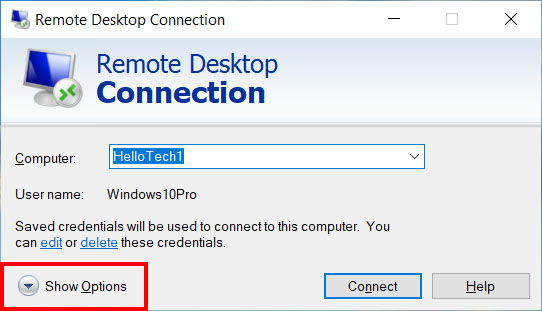 Remote Desktop Connection
Remote Desktop
Connection
Computer: HelloTech1
User name: Windows10Pro
Saved credentials will be used to connect to this computer. You
can edit or delete these credentials.
Show Options Connect Help